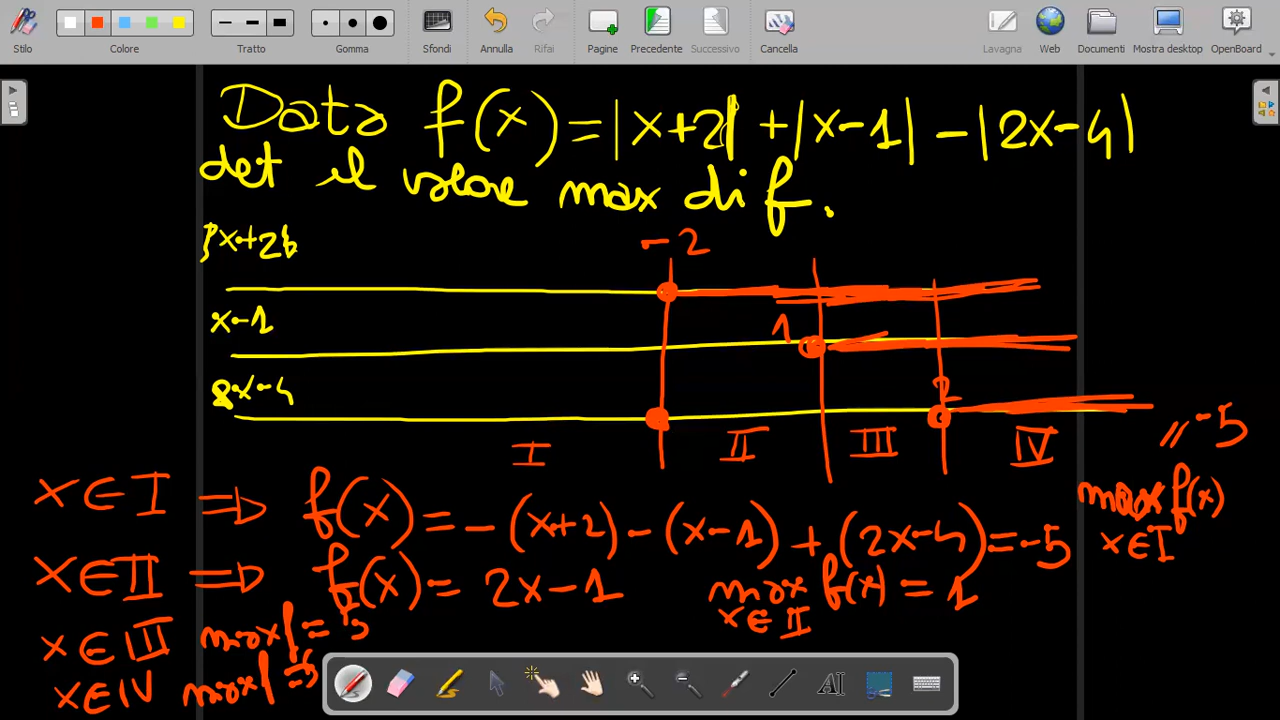 Stilo Colore Tratto Gomma Sfondi Annulla Rifai Pagine Precedente Successivo Cancella Lavagna Web Documenti Mostra desktop OpenBoard
Data f(x)=|x+2|+|x-1|-|2x-4|
det il valore max di f.
x+2
-2
x-1
1
2x-4
2
I II III IV
//-5
x∈I ⇒ f(x)=-(x+2)-(x-1)+(2x-4)=-5
max f(x)
x∈I
x∈II ⇒ f(x)=2x-1 max f(x)=1
x∈II
x∈III max f=5
x∈IV max f=5